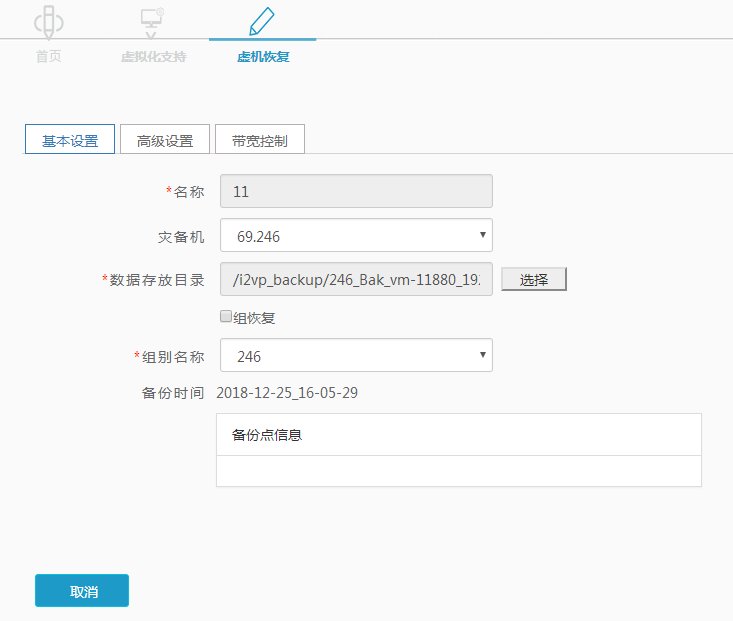 首页 虚拟化支持 虚机恢复
基本设置 高级设置 带宽控制
*名称 11
灾备机 69.246
*数据存放目录 /i2vp_backup/246_Bak_vm-11880_19 选择
组恢复
*组别名称 246
备份时间 2018-12-25_16-05-29
备份点信息
取消